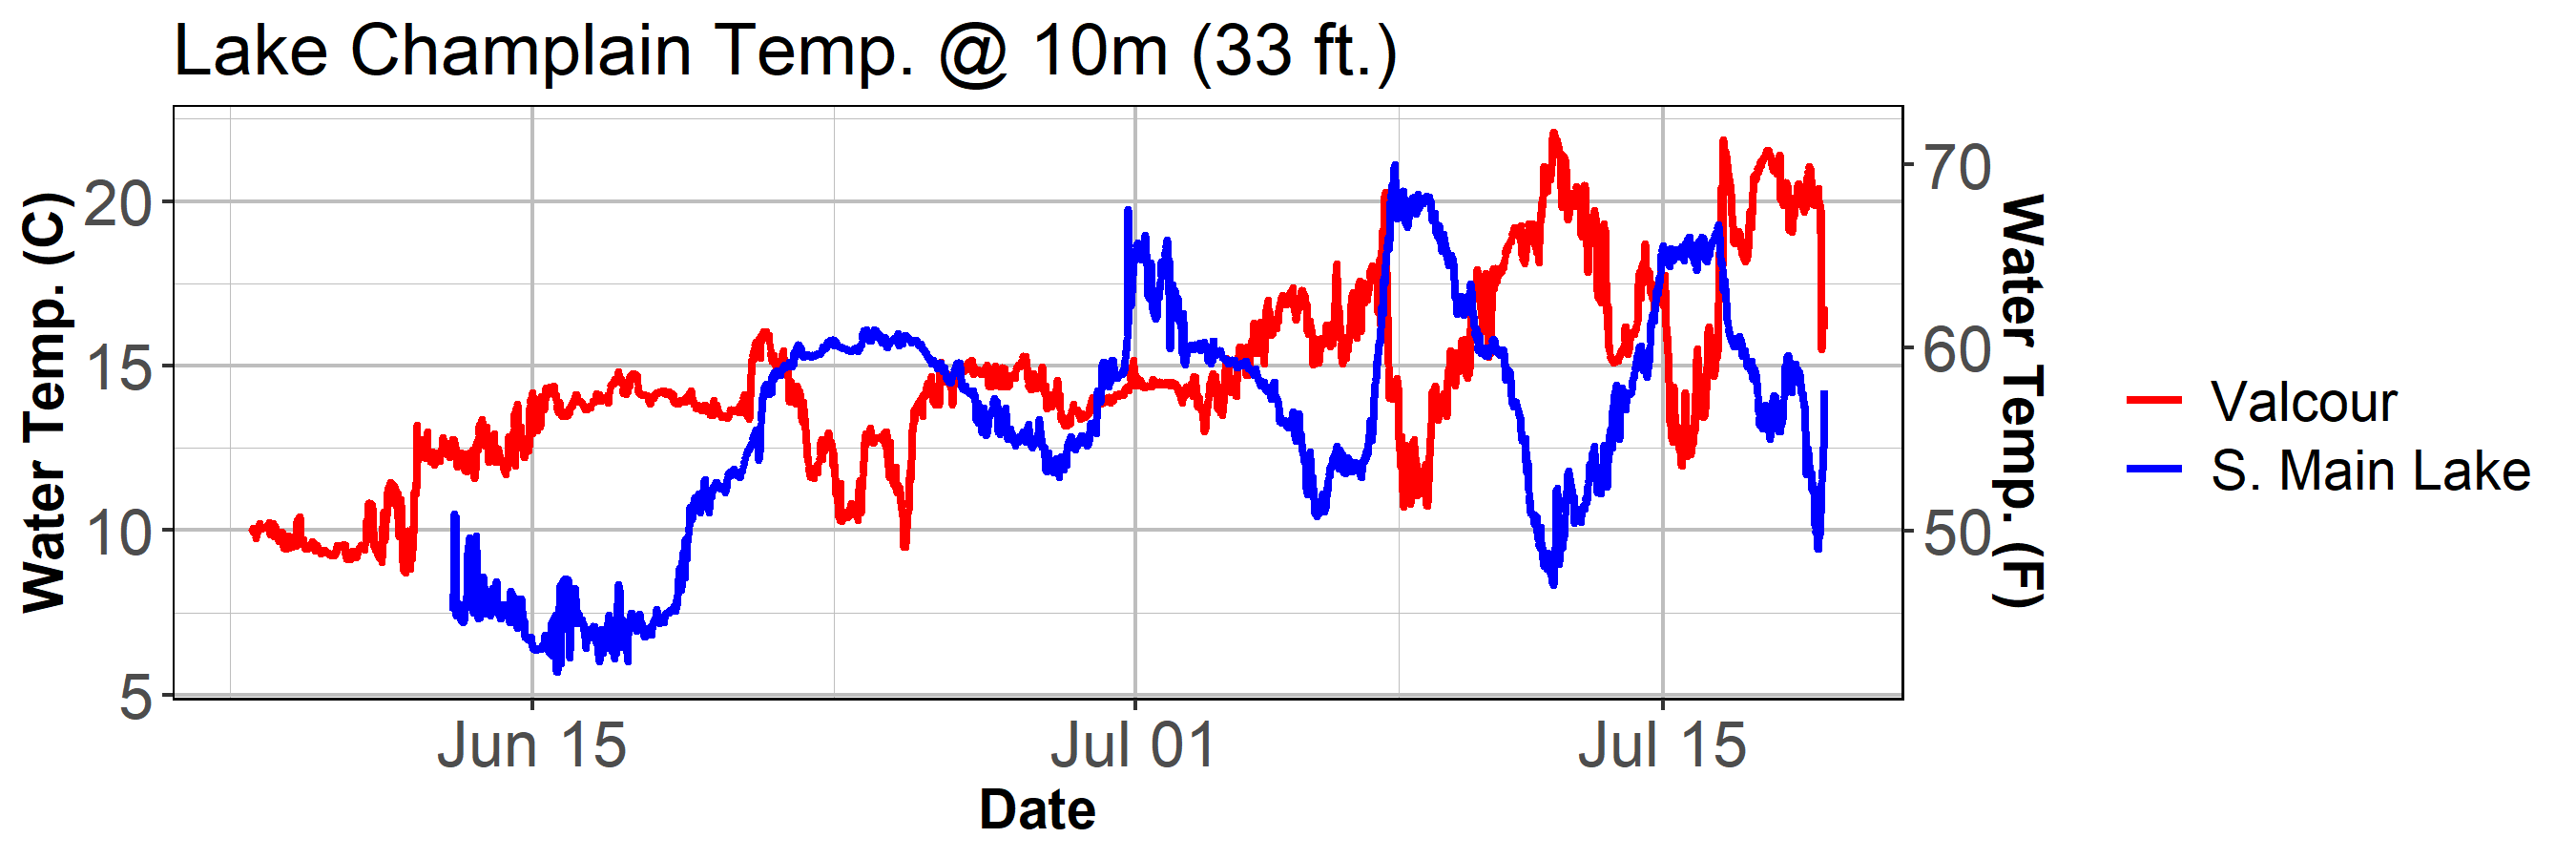 Lake Champlain Temp. @ 10m (33 ft.)
Water Temp. (C)
20
15
10
5
70
60
50
Water Temp. (F)
Jun 15
Jul 01
Jul 15
Date
Valcour
S. Main Lake